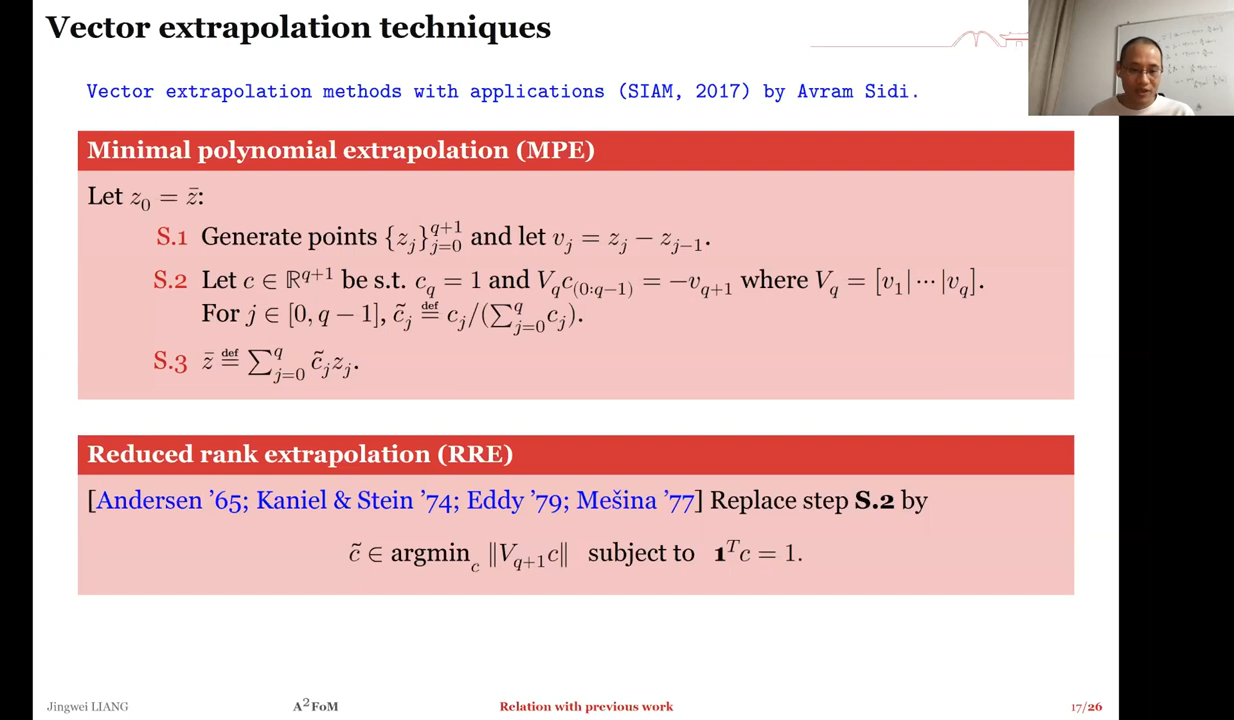 Vector extrapolation techniques
Vector extrapolation methods with applications (SIAM, 2017) by Avram Sidi.
Minimal polynomial extrapolation (MPE)
Let z₀ = z̄:
S.1 Generate points {z_j}_{j=0}^{q+1} and let v_j = z_j − z_{j−1}.
S.2 Let c ∈ ℝ^{q+1} be s.t. c_q = 1 and V_q c_{(0:q−1)} = −v_{q+1} where V_q = [v₁| ⋯ |v_q].
For j ∈ [0, q − 1], c̃_j ≝ c_j/(∑_{j=0}^{q} c_j).
S.3 z̄ ≝ ∑_{j=0}^{q} c̃_j z_j.
Reduced rank extrapolation (RRE)
[Andersen ’65; Kaniel & Stein ’74; Eddy ’79; Mešina ’77] Replace step S.2 by
c̃ ∈ argmin_c ‖V_{q+1}c‖ subject to 𝟏^T c = 1.
Jingwei LIANG A²FoM Relation with previous work 17/26